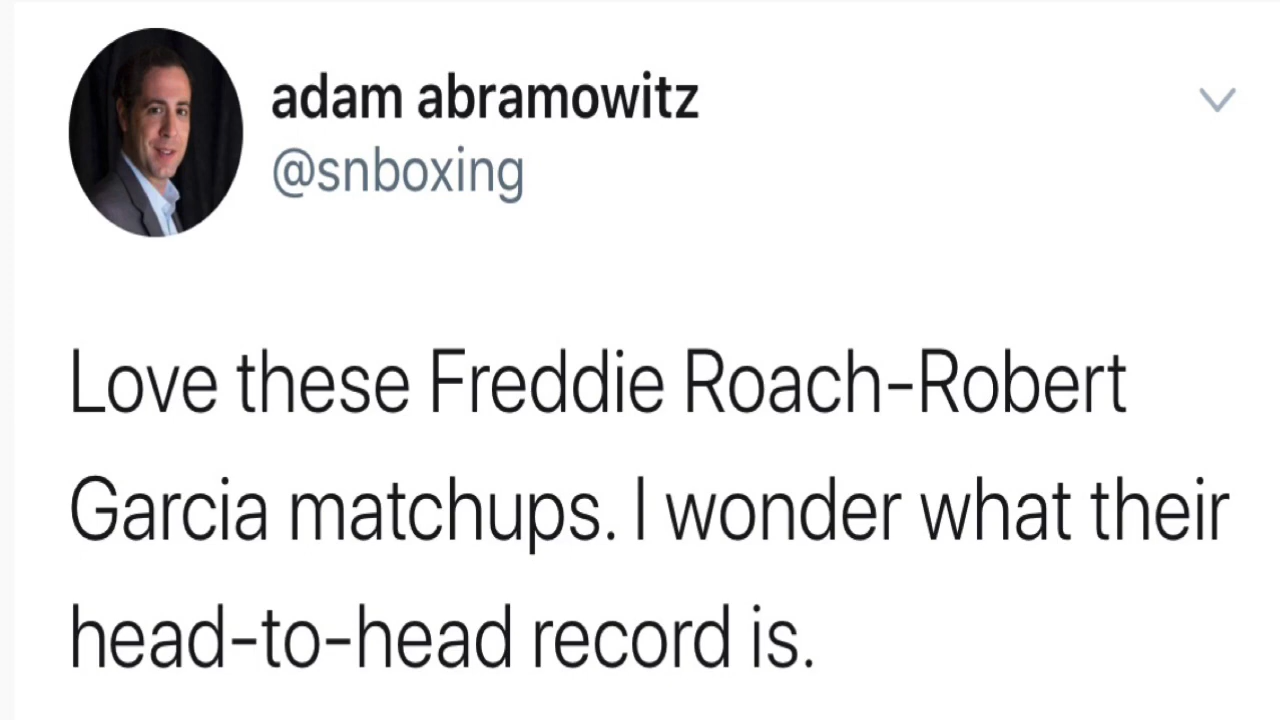 adam abramowitz
@snboxing
Love these Freddie Roach-Robert
Garcia matchups. I wonder what their
head-to-head record is.